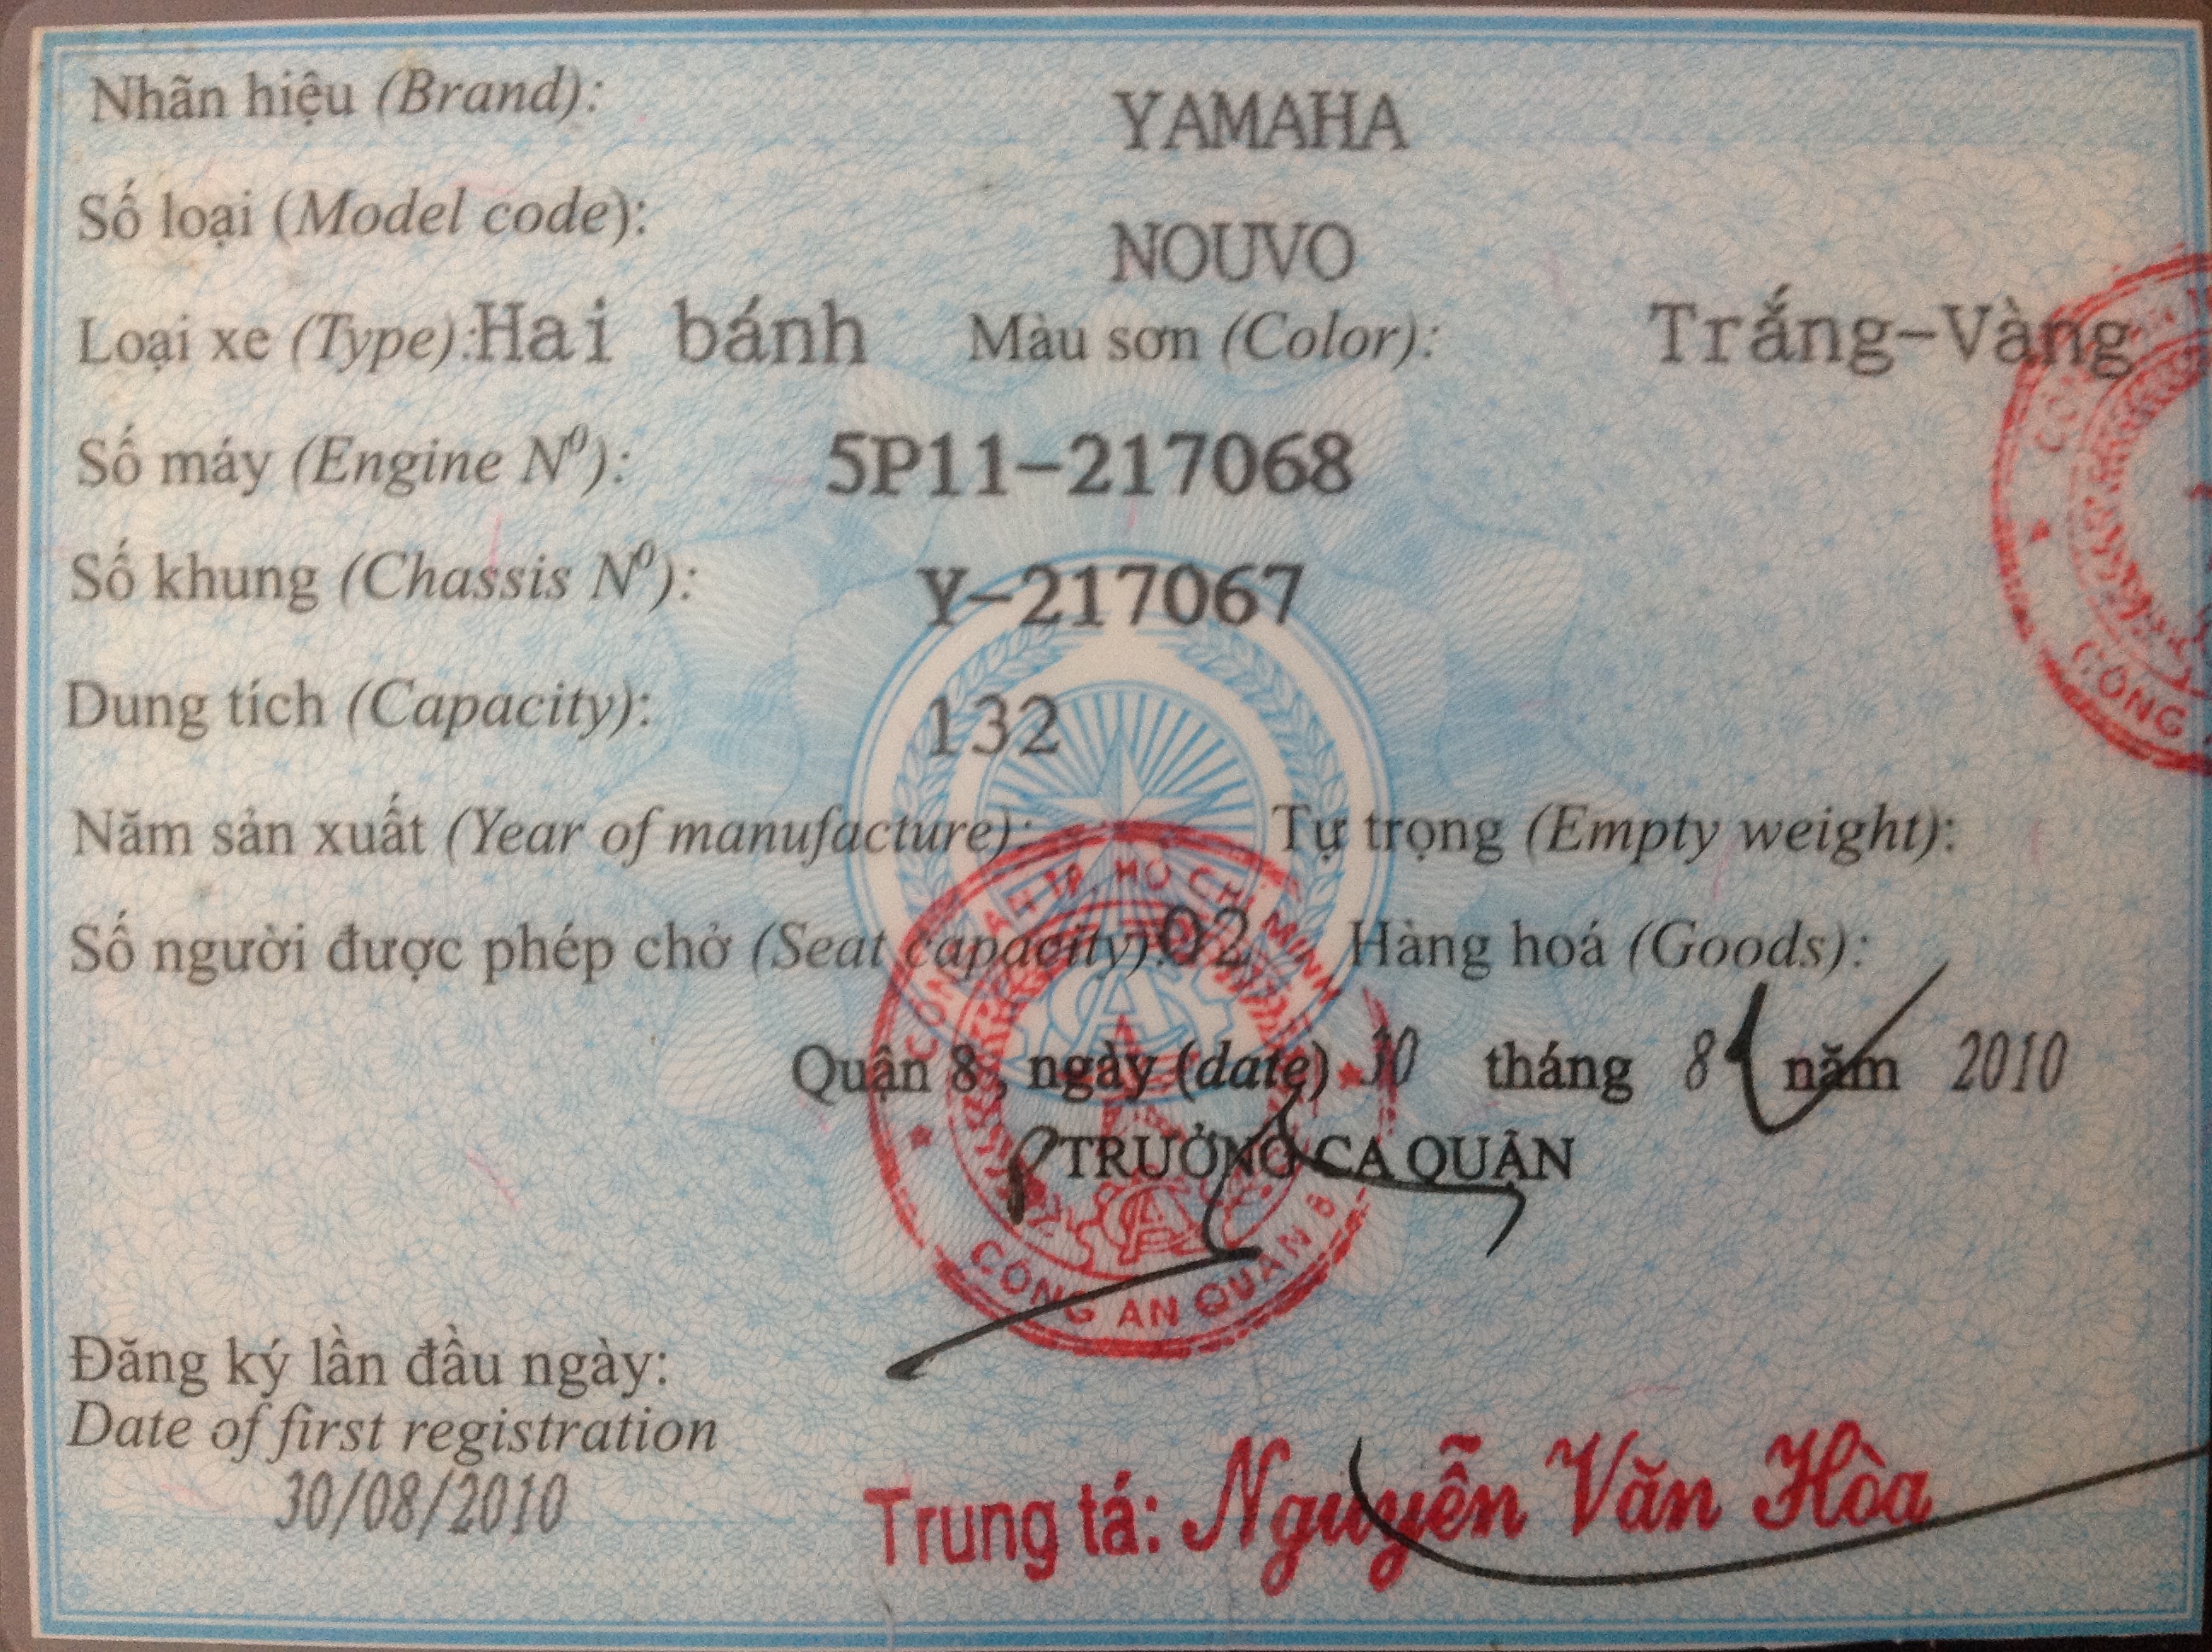 Nhãn hiệu (Brand): YAMAHA
Số loại (Model code): NOUVO
Loại xe (Type): Hai bánh Màu sơn (Color): Trắng-Vàng
Số máy (Engine Nº): 5P11-217068
Số khung (Chassis Nº): Y-217067
Dung tích (Capacity): 132
Năm sản xuất (Year of manufacture): Tự trọng (Empty weight):
Số người được phép chở (Seat capacity): 02 Hàng hoá (Goods):
Quận 8, ngày (date) 30 tháng 8 năm 2010
TRƯỞNG CA QUẬN
CÔNG AN TP. HỒ CHÍ MINH
CÔNG AN QUẬN 8
CÔNG
Đăng ký lần đầu ngày:
Date of first registration
30/08/2010
Trung tá: Nguyễn Văn Hòa